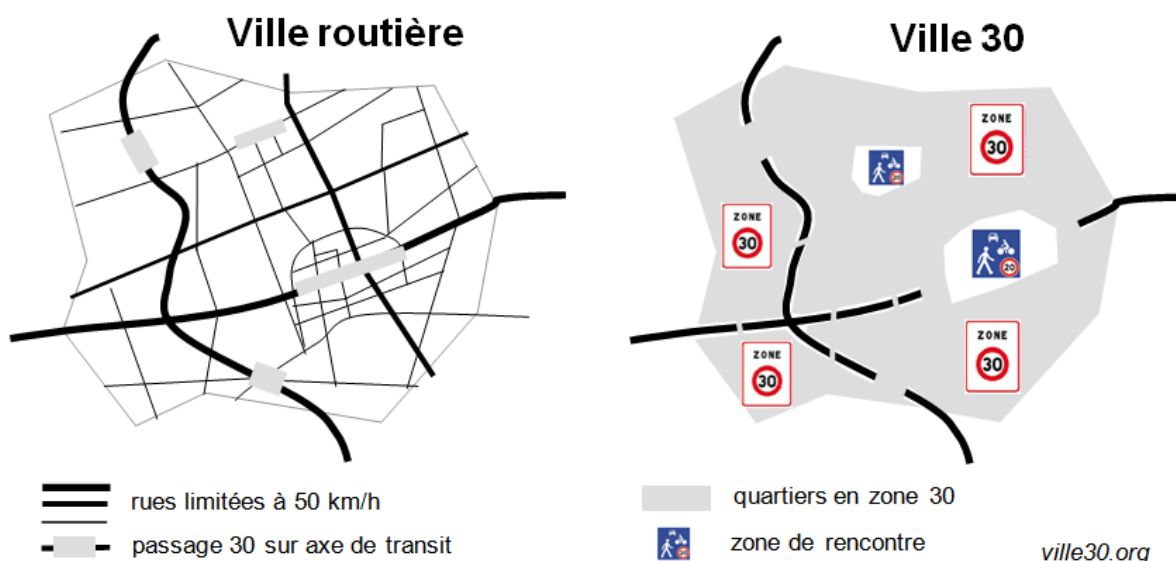 Ville routière
Ville 30
ZONE
30
20
ZONE
30
20
ZONE
30
ZONE
30
rues limitées à 50 km/h
passage 30 sur axe de transit
quartiers en zone 30
20
zone de rencontre
ville30.org